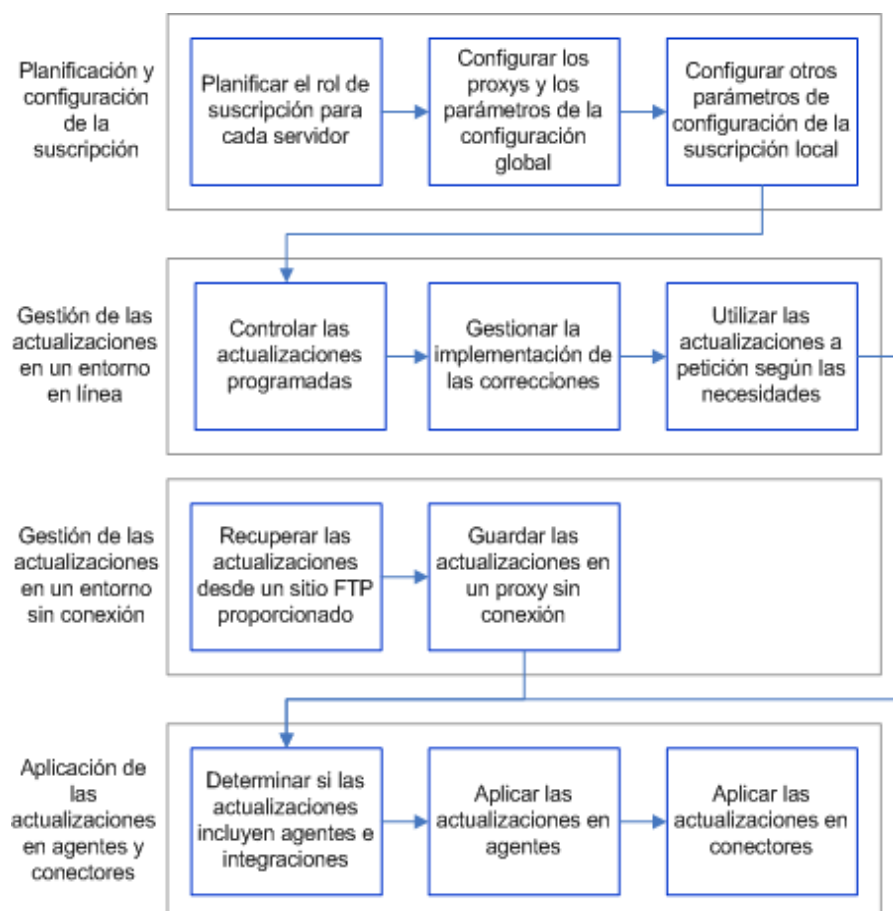 Planificación y
configuración
de la
suscripción
Planificar el rol de
suscripción para
cada servidor
Configurar los
proxys y los
parámetros de la
configuración
global
Configurar otros
parámetros de
configuración de la
suscripción local
Gestión de las
actualizaciones
en un entorno
en línea
Controlar las
actualizaciones
programadas
Gestionar la
implementación de
las correcciones
Utilizar las
actualizaciones a
petición según las
necesidades
Gestión de las
actualizaciones
en un entorno
sin conexión
Recuperar las
actualizaciones
desde un sitio FTP
proporcionado
Guardar las
actualizaciones en
un proxy sin
conexión
Aplicación de
las
actualizaciones
en agentes y
conectores
Determinar si las
actualizaciones
incluyen agentes e
integraciones
Aplicar las
actualizaciones en
agentes
Aplicar las
actualizaciones en
conectores